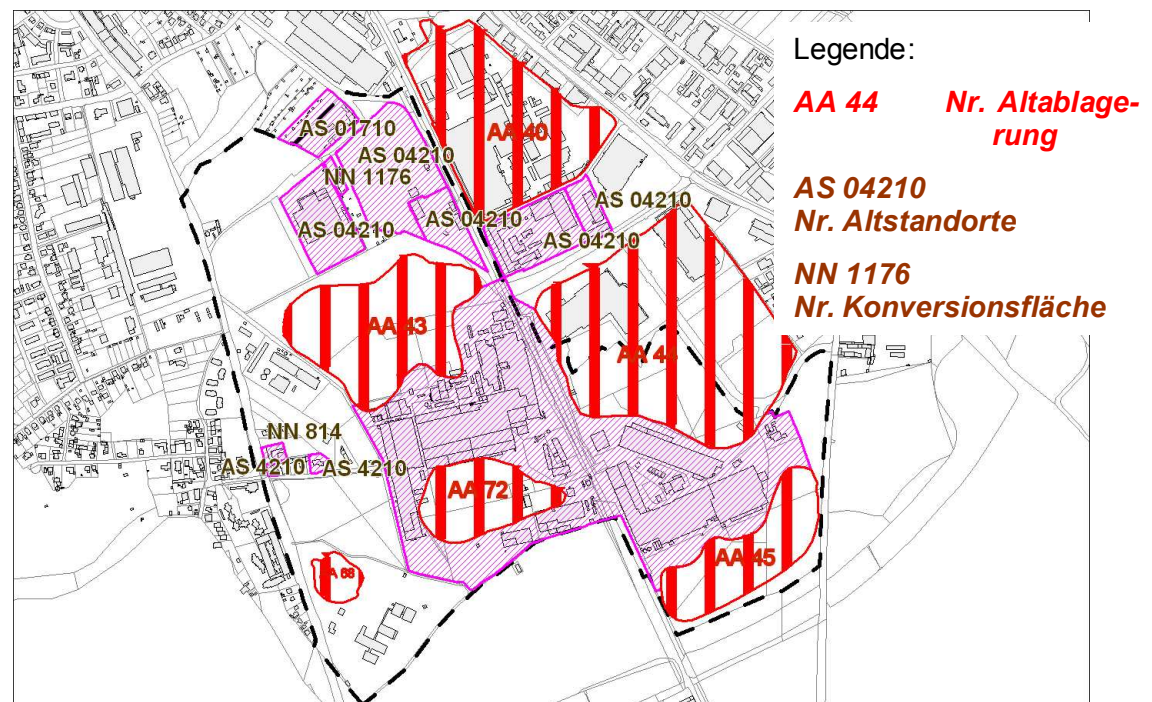 Legende:
AA 44 Nr. Altablage-
rung
AS 04210
Nr. Altstandorte
NN 1176
Nr. Konversionsfläche
AS 01710
AA 40
AS 04210
NN 1176
AS 04210
AS 04210
AS 04210
AS 04210
AA 43
AA 44
NN 814
AS 4210
AS 4210
AA 72
AA 45